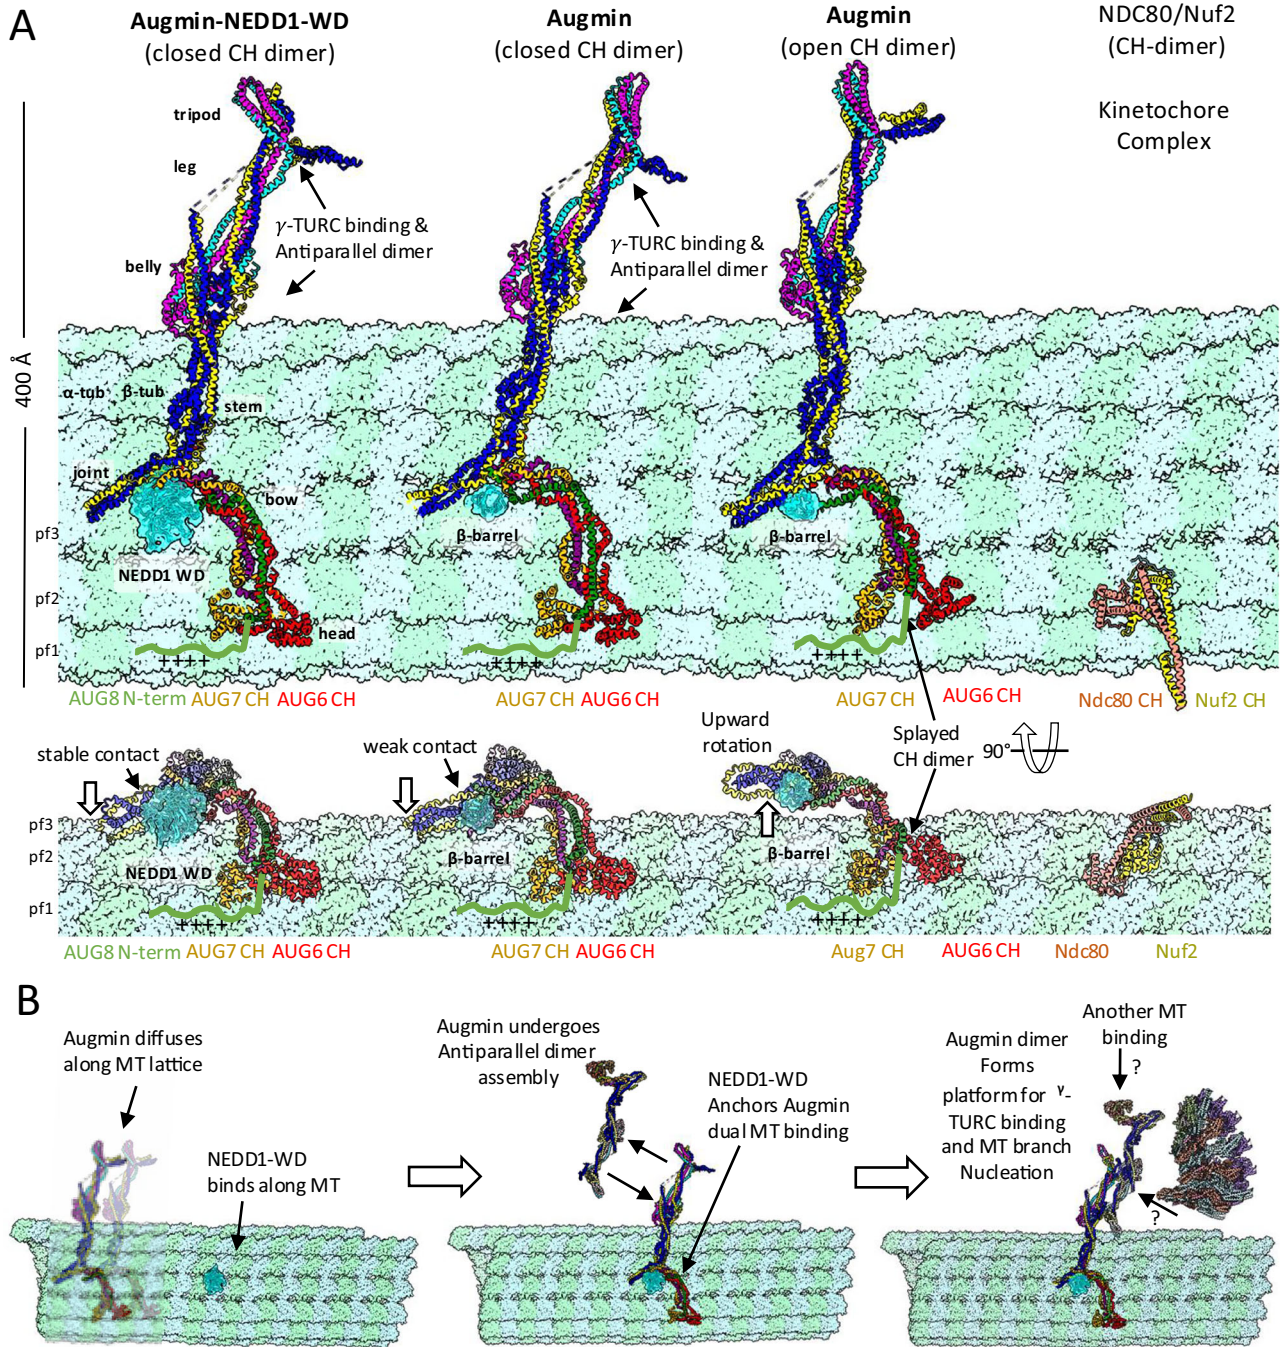 A
Augmin-NEDD1-WD
(closed CH dimer)
Augmin
(closed CH dimer)
Augmin
(open CH dimer)
NDC80/Nuf2
(CH-dimer)
Kinetochore
Complex
400 Å
tripod
leg
belly
γ-TURC binding &
Antiparallel dimer
γ-TURC binding &
Antiparallel dimer
α-tub
β-tub
stem
joint
bow
pf3
β-barrel
β-barrel
NEDD1 WD
pf2
head
pf1
++++
++++
++++
AUG8 N-term
AUG7 CH
AUG6 CH
AUG7 CH
AUG6 CH
AUG7 CH
AUG6 CH
Ndc80 CH
Nuf2 CH
stable contact
weak contact
Upward
rotation
Splayed
CH dimer
90°
pf3
pf2
NEDD1 WD
β-barrel
β-barrel
pf1
++++
++++
++++
AUG8 N-term
AUG7 CH
AUG6 CH
AUG7 CH
AUG6 CH
Aug7 CH
AUG6 CH
Ndc80
Nuf2
B
Augmin diffuses
along MT lattice
NEDD1-WD
binds along MT
Augmin undergoes
Antiparallel dimer
assembly
NEDD1-WD
Anchors Augmin
dual MT binding
Augmin dimer
Forms
platform for γ-
TURC binding
and MT branch
Nucleation
Another MT
binding
?
?